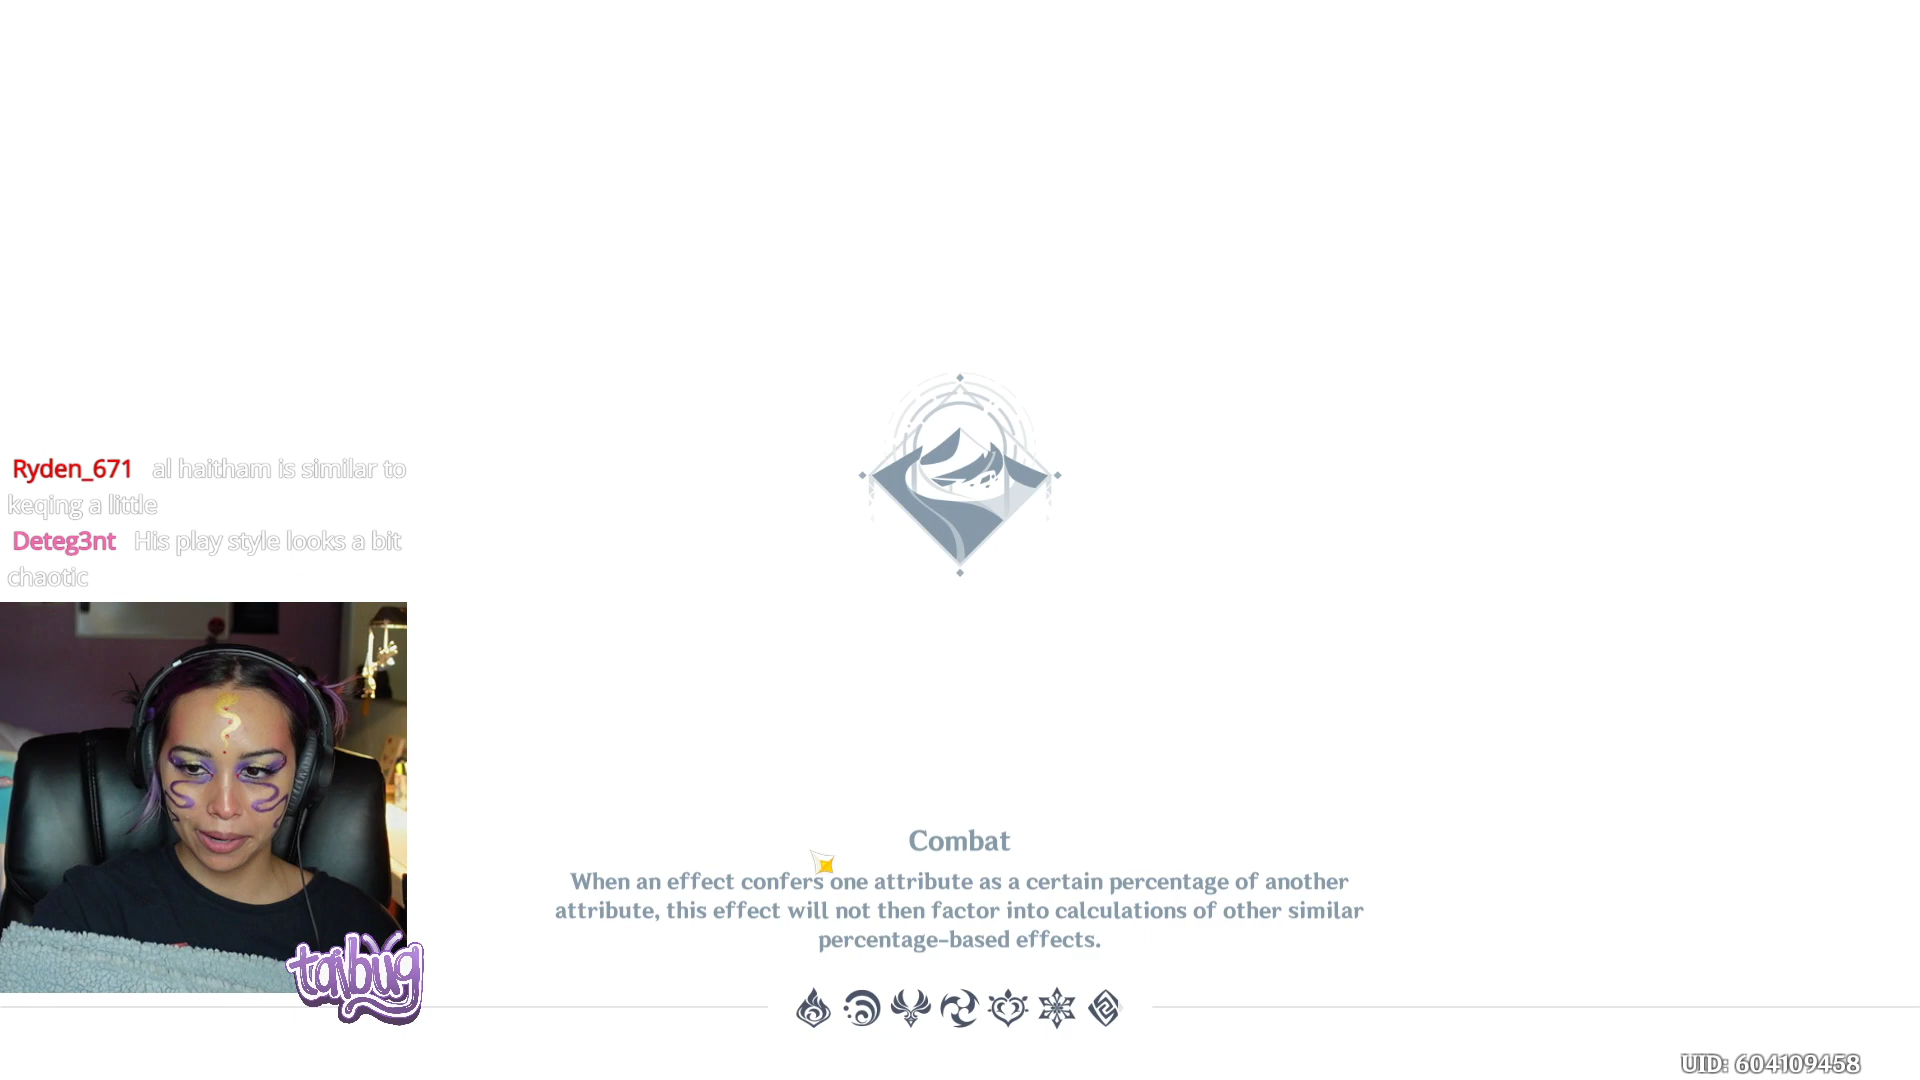 Ryden_671 al haitham is similar to
keqing a little
Deteg3nt His play style looks a bit
chaotic
taibug
Combat
When an effect confers one attribute as a certain percentage of another
attribute, this effect will not then factor into calculations of other similar
percentage-based effects.
UID: 604109458